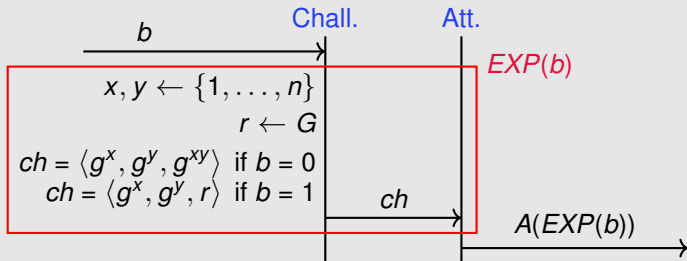 Chall. Att.
b
EXP(b)
x, y ← {1, . . . , n}
r ← G
ch = ⟨g^x, g^y, g^{xy}⟩ if b = 0
ch = ⟨g^x, g^y, r⟩ if b = 1
ch
A(EXP(b))